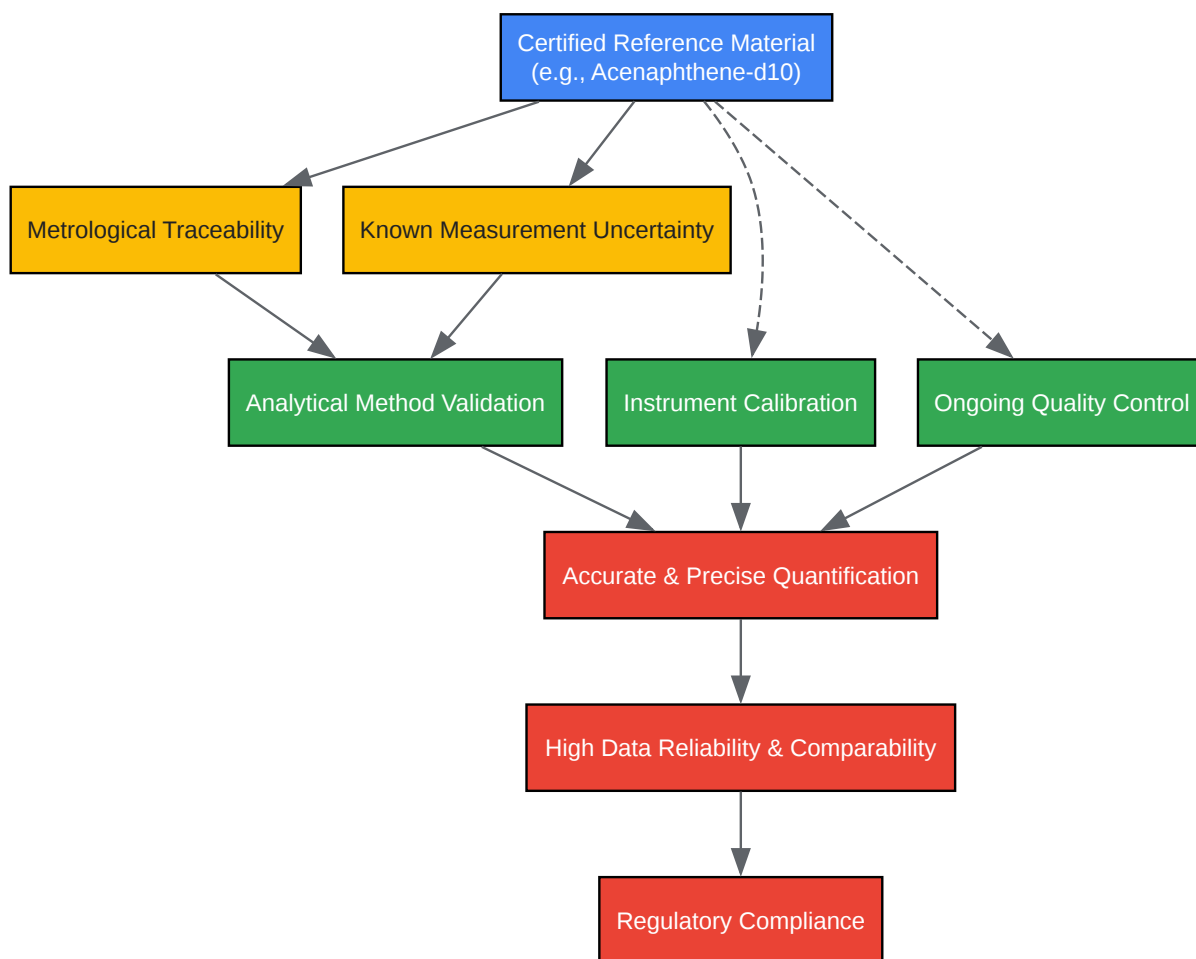 Certified Reference Material
(e.g., Acenaphthene-d10)
Metrological Traceability
Known Measurement Uncertainty
Analytical Method Validation
Instrument Calibration
Ongoing Quality Control
Accurate & Precise Quantification
High Data Reliability & Comparability
Regulatory Compliance